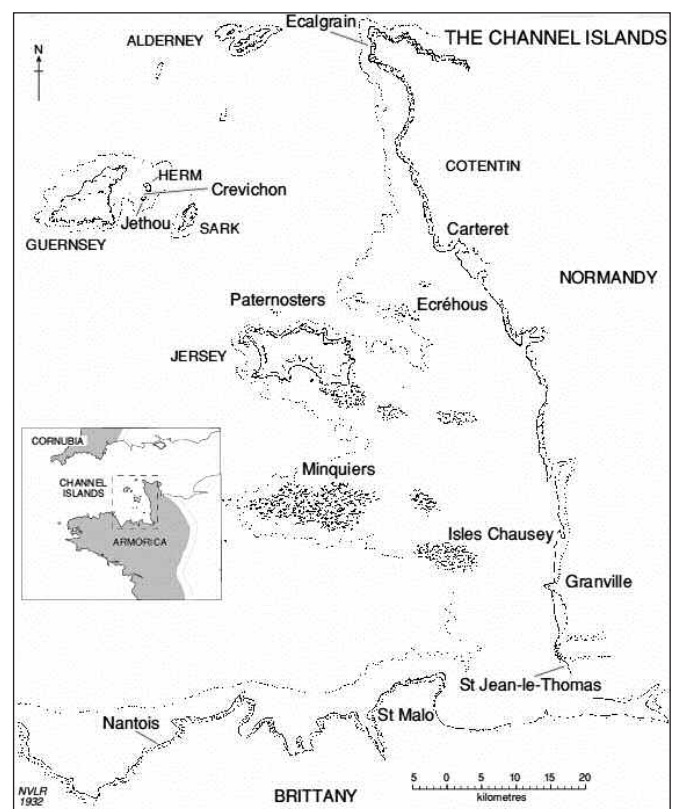 Ecalgrain
ALDERNEY
THE CHANNEL ISLANDS
N
COTENTIN
HERM
Crevichon
Jethou
SARK
GUERNSEY
Carteret
NORMANDY
Paternosters
Ecréhous
JERSEY
CORNUBIA
CHANNEL
ISLANDS
ARMORICA
Minquiers
Isles Chausey
Granville
St Jean-le-Thomas
St Malo
Nantois
NVLR
1932
BRITTANY
5 0 5 10 15 20
kilometres